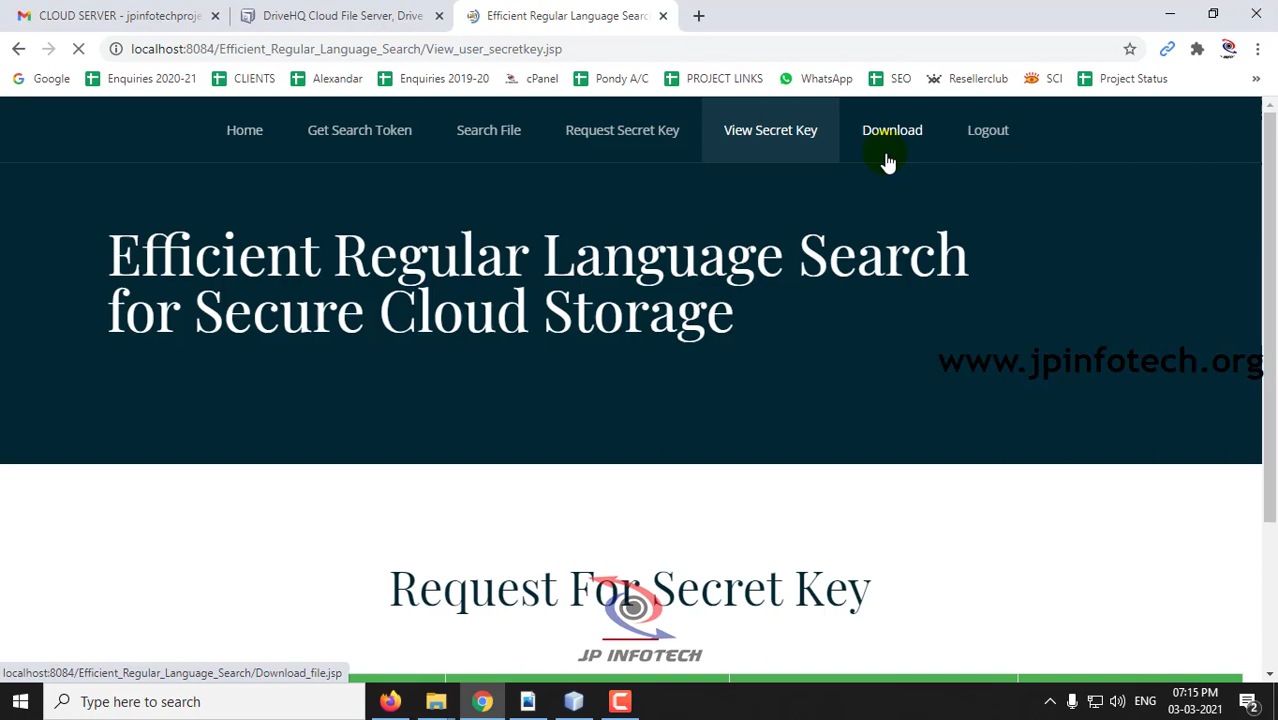 CLOUD SERVER - jpinfotechproje
DriveHQ Cloud File Server, Drive
Efficient Regular Language Search
localhost:8084/Efficient_Regular_Language_Search/View_user_secretkey.jsp
Google
Enquiries 2020-21
CLIENTS
Alexandar
Enquiries 2019-20
cPanel
Pondy A/C
PROJECT LINKS
WhatsApp
SEO
Resellerclub
SCI
Project Status
Home
Get Search Token
Search File
Request Secret Key
View Secret Key
Download
Logout
Efficient Regular Language Search
for Secure Cloud Storage
www.jpinfotech.org
Request For Secret Key
JP INFOTECH
localhost:8084/Efficient_Regular_Language_Search/Download_file.jsp
Type here to search
ENG
07:15 PM
03-03-2021
2